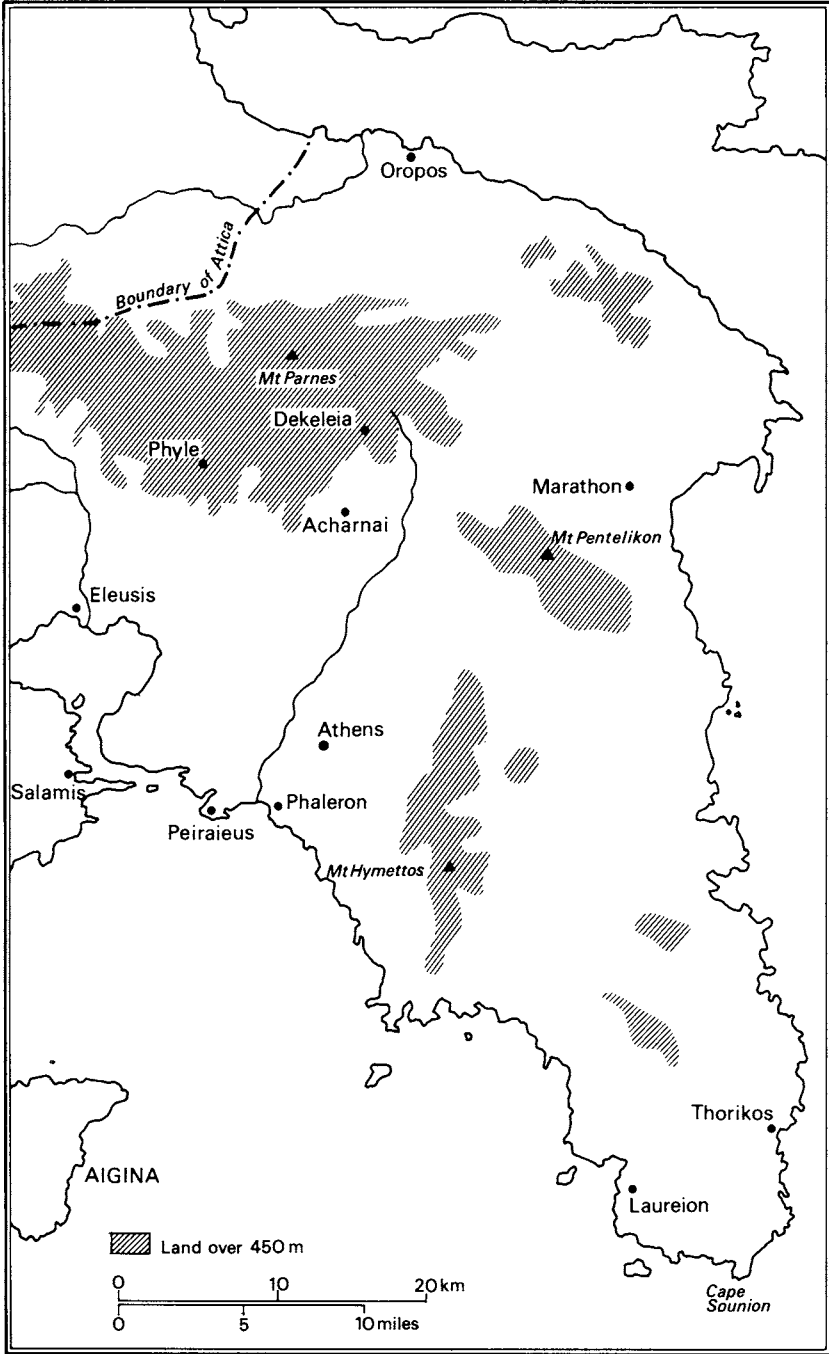 Oropos
Boundary of Attica
Mt Parnes
Dekeleia
Phyle
Marathon
Acharnai
Mt Pentelikon
Eleusis
Athens
Salamis
Phaleron
Peiraieus
Mt Hymettos
Thorikos
AIGINA
Laureion
Land over 450 m
0 10 20 km
0 5 10 miles
Cape
Sounion